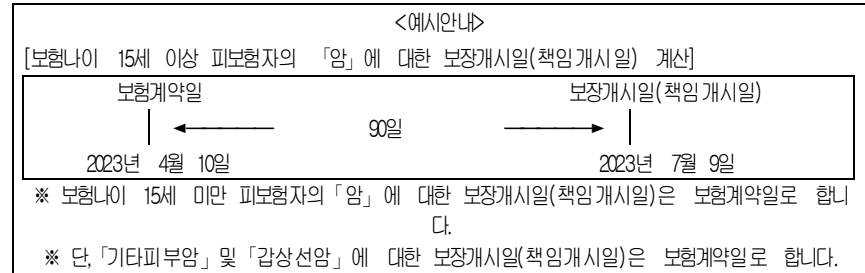 <예시안내>
[보험나이 15세 이상 피보험자의 「암」에 대한 보장개시일(책임개시일) 계산]
보험계약일 보장개시일(책임개시일)
90일
2023년 4월 10일 2023년 7월 9일
※ 보험나이 15세 미만 피보험자의「암」에 대한 보장개시일(책임개시일)은 보험계약일로 합니
다.
※ 단,「기타피부암」및「갑상선암」에 대한 보장개시일(책임개시일)은 보험계약일로 합니다.